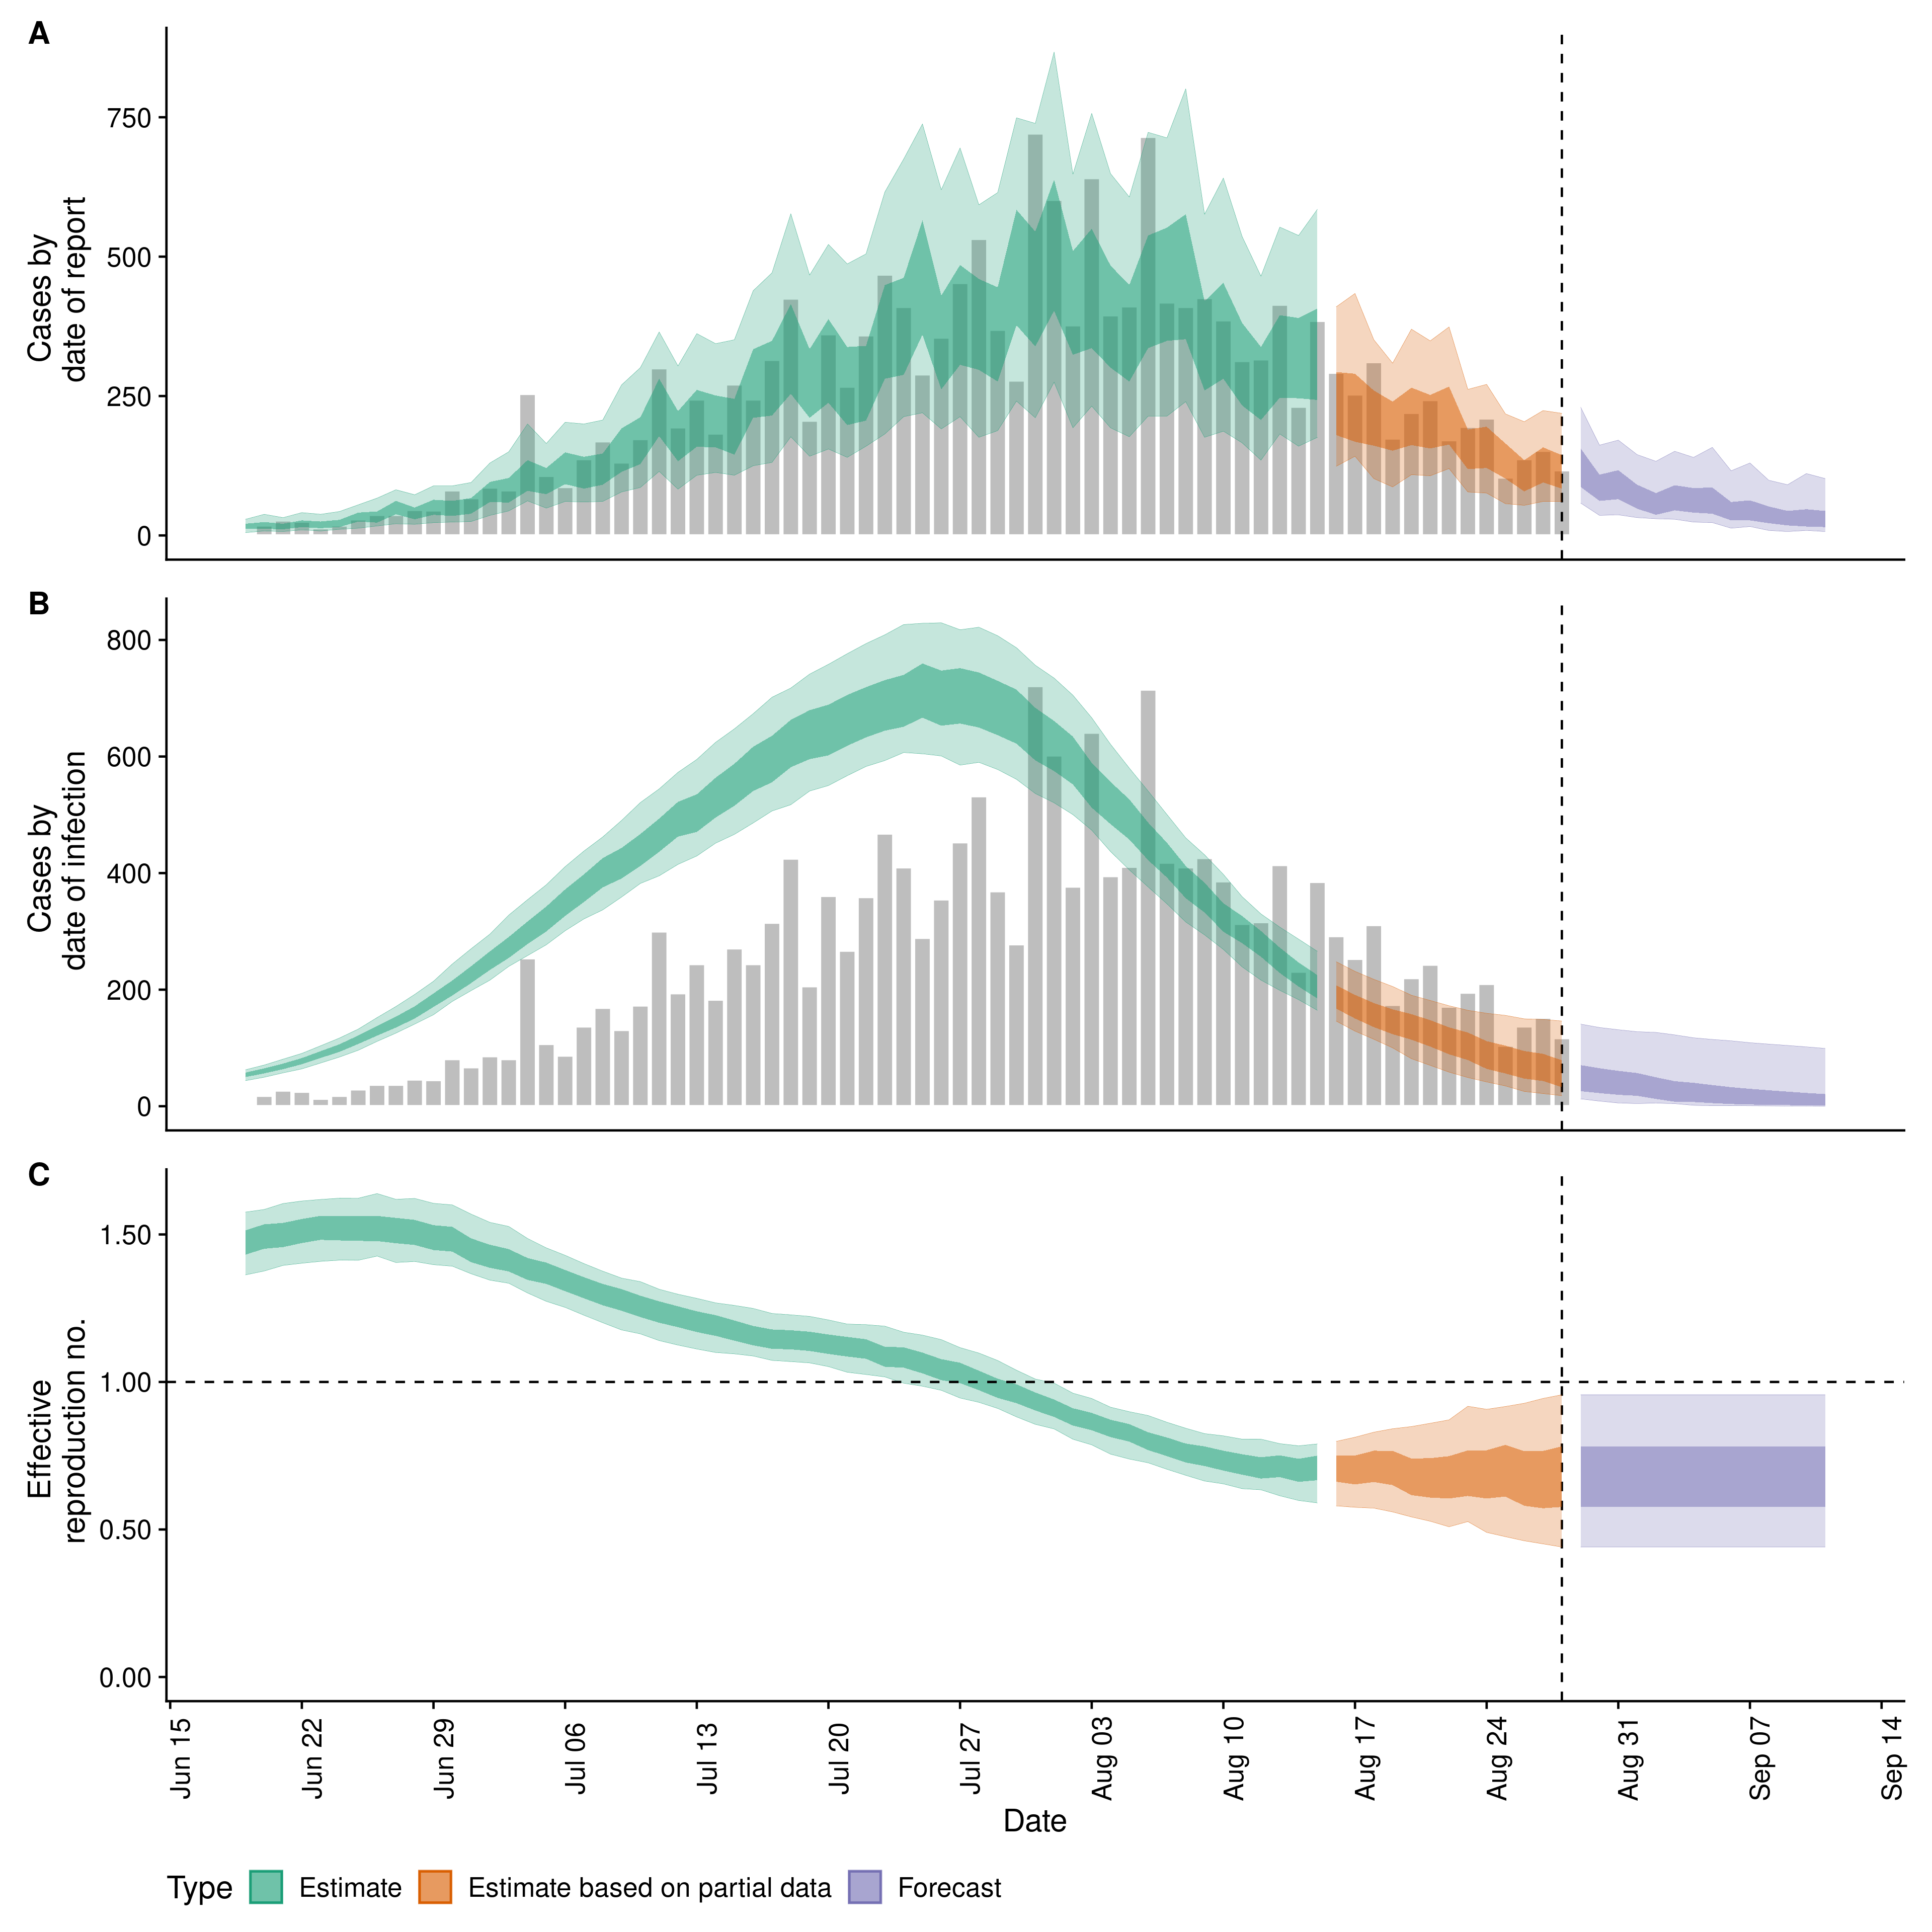 A
Cases by
date of report
750
500
250
0
B
Cases by
date of infection
800
600
400
200
0
C
Effective
reproduction no.
1.50
1.00
0.50
0.00
Jun 15
Jun 22
Jun 29
Jul 06
Jul 13
Jul 20
Jul 27
Aug 03
Aug 10
Aug 17
Aug 24
Aug 31
Sep 07
Sep 14
Date
Type Estimate Estimate based on partial data Forecast